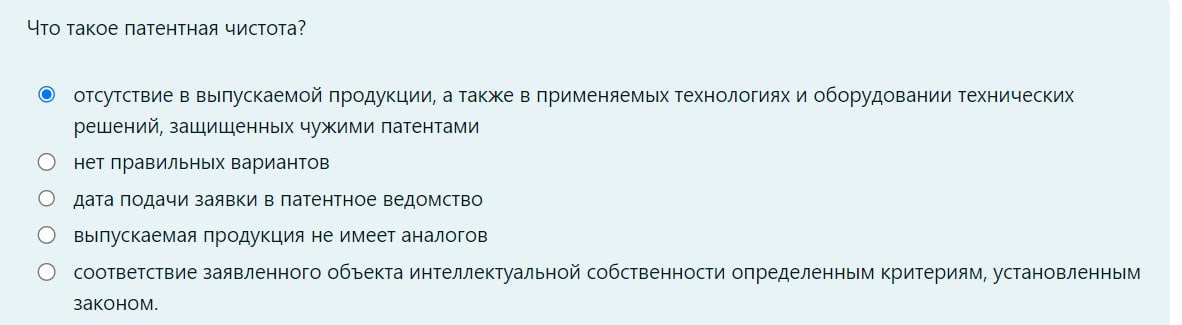 Что такое патентная чистота?
отсутствие в выпускаемой продукции, а также в применяемых технологиях и оборудовании технических
решений, защищенных чужими патентами
нет правильных вариантов
дата подачи заявки в патентное ведомство
выпускаемая продукция не имеет аналогов
соответствие заявленного объекта интеллектуальной собственности определенным критериям, установленным
законом.